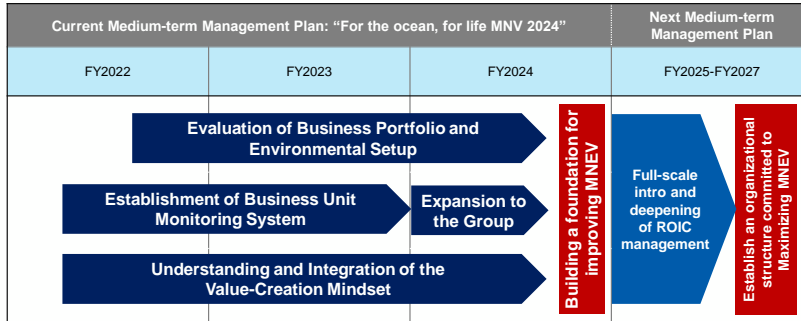 Current Medium-term Management Plan: “For the ocean, for life MNV 2024”
Next Medium-term
Management Plan
FY2022
FY2023
FY2024
FY2025-FY2027
Evaluation of Business Portfolio and
Environmental Setup
Establishment of Business Unit
Monitoring System
Expansion to
the Group
Understanding and Integration of the
Value-Creation Mindset
Building a foundation for
improving MNEV
Full-scale
intro and
deepening
of ROIC
management
Establish an organizational
structure committed to
Maximizing MNEV